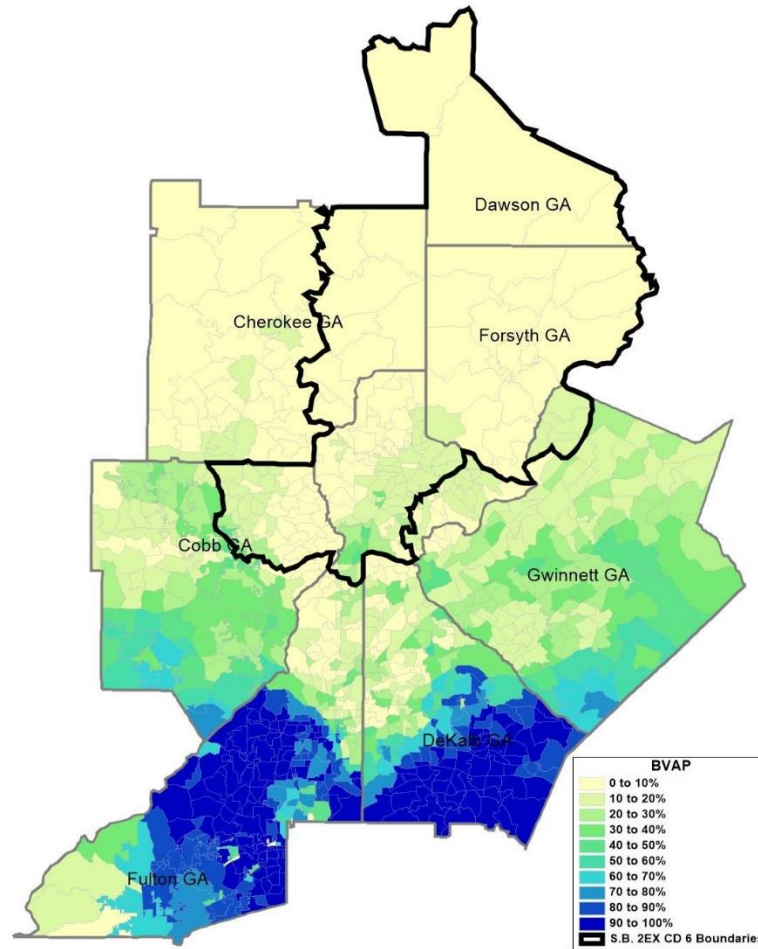 Dawson GA
Cherokee GA
Forsyth GA
Cobb GA
Gwinnett GA
DeKalb GA
Fulton GA
BVAP
0 to 10%
10 to 20%
20 to 30%
30 to 40%
40 to 50%
50 to 60%
60 to 70%
70 to 80%
80 to 90%
90 to 100%
S.B. 2EX CD 6 Boundaries